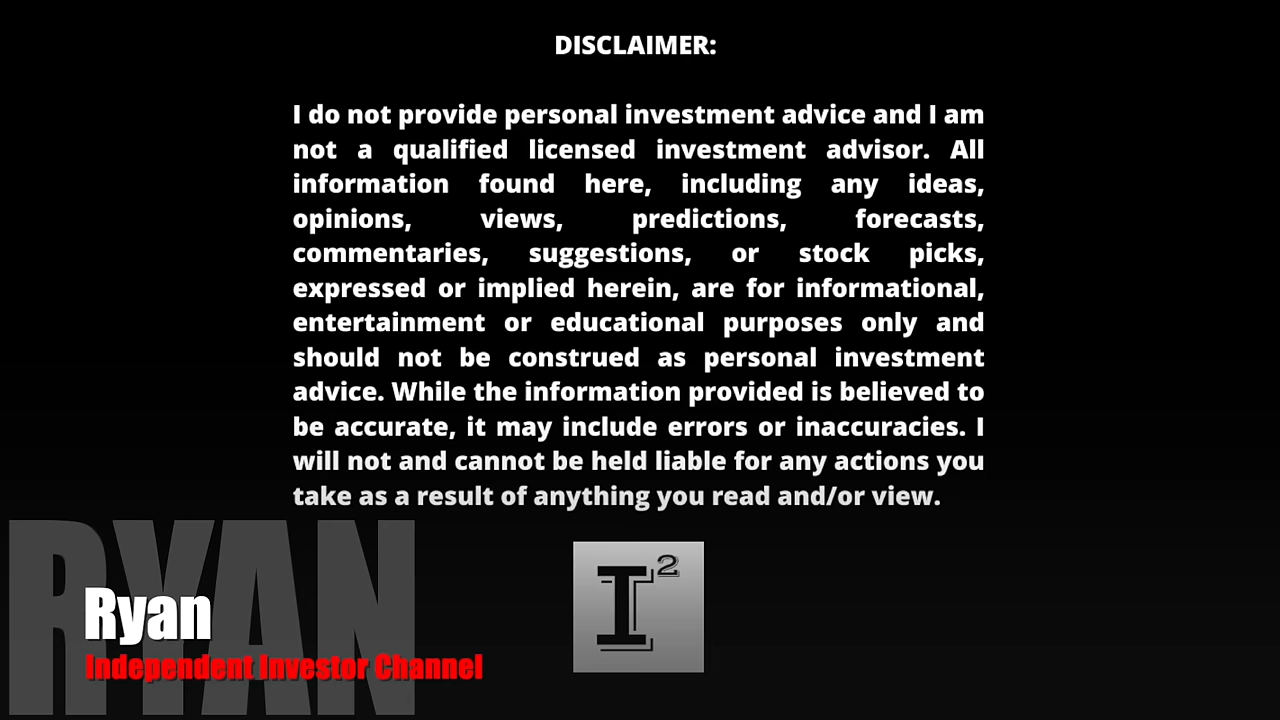 DISCLAIMER:
I do not provide personal investment advice and I am
not a qualified licensed investment advisor. All
information found here, including any ideas,
opinions, views, predictions, forecasts,
commentaries, suggestions, or stock picks,
expressed or implied herein, are for informational,
entertainment or educational purposes only and
should not be construed as personal investment
advice. While the information provided is believed to
be accurate, it may include errors or inaccuracies. I
will not and cannot be held liable for any actions you
take as a result of anything you read and/or view.
RYAN
Ryan
Independent Investor Channel
I²